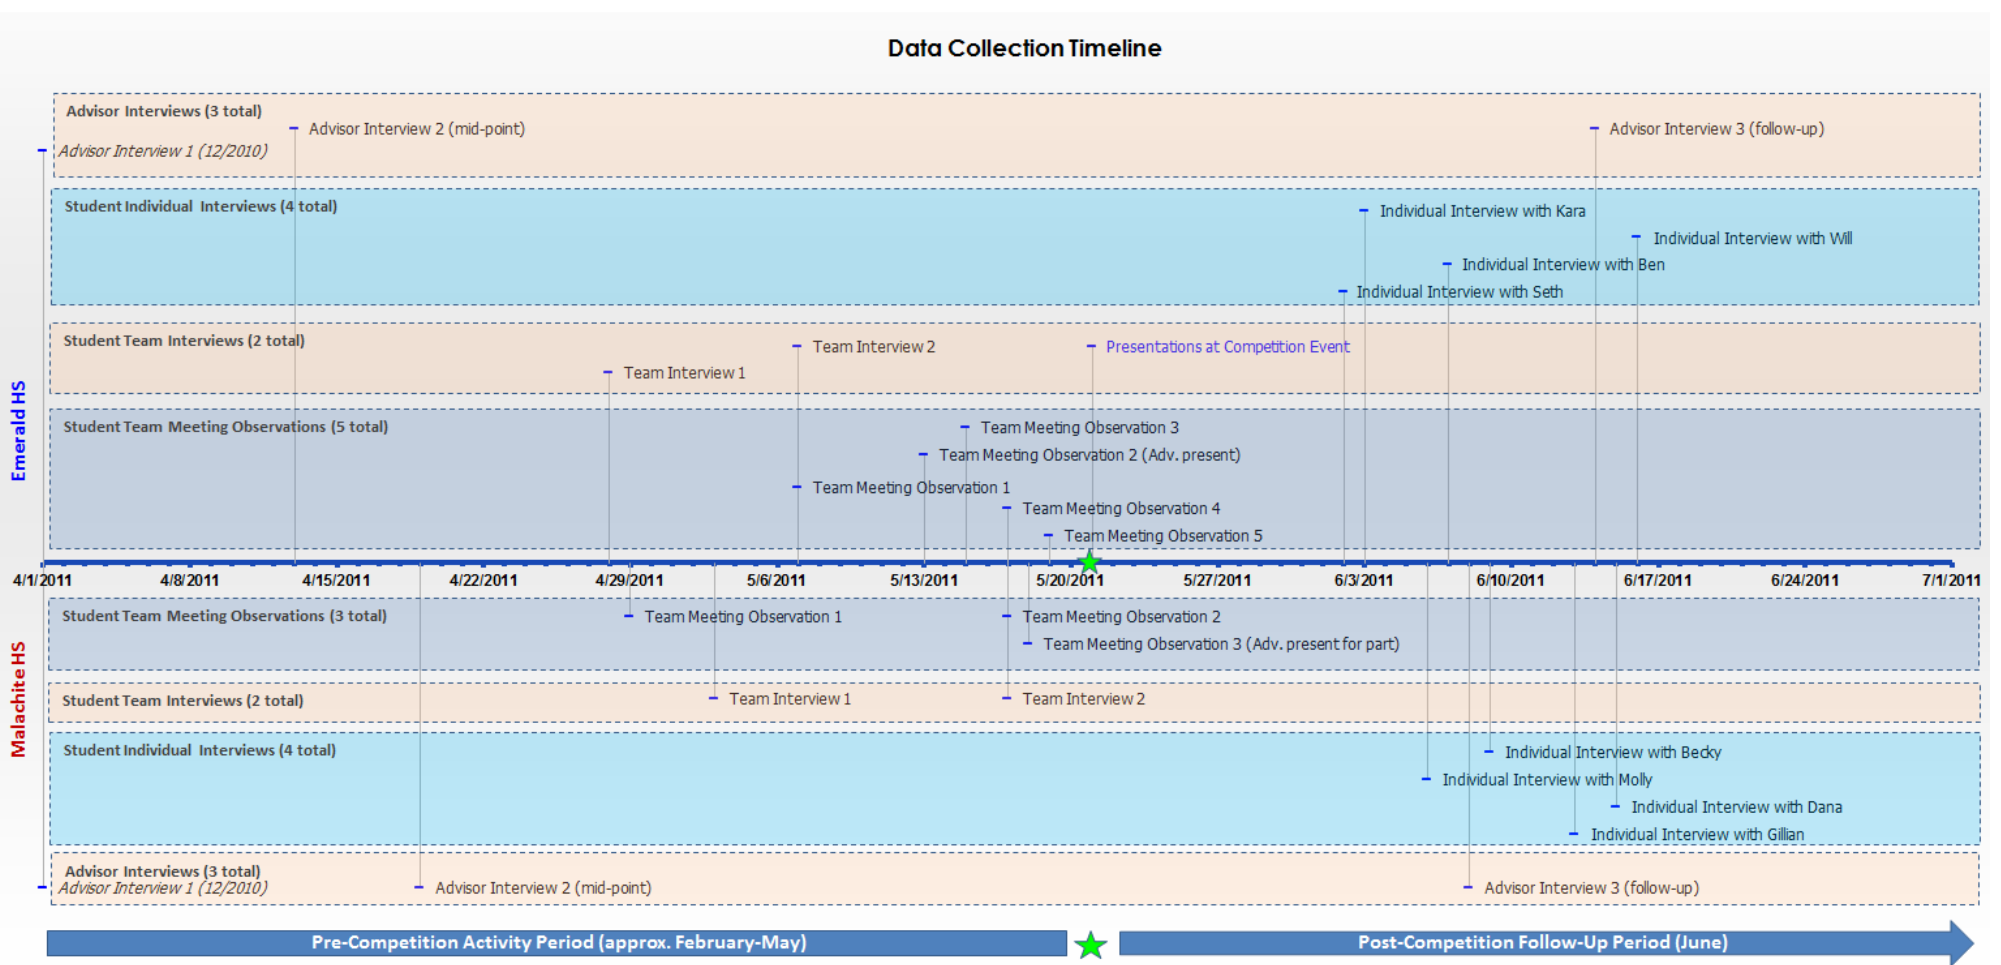 Data Collection Timeline
Advisor Interviews (3 total)
Advisor Interview 2 (mid-point)
Advisor Interview 3 (follow-up)
Advisor Interview 1 (12/2010)
Student Individual Interviews (4 total)
Individual Interview with Kara
Individual Interview with Will
Individual Interview with Ben
Individual Interview with Seth
Student Team Interviews (2 total)
Team Interview 2
Presentations at Competition Event
Team Interview 1
Emerald HS
Student Team Meeting Observations (5 total)
Team Meeting Observation 3
Team Meeting Observation 2 (Adv. present)
Team Meeting Observation 1
Team Meeting Observation 4
Team Meeting Observation 5
4/1/2011 4/8/2011 4/15/2011 4/22/2011 4/29/2011 5/6/2011 5/13/2011 5/20/2011 5/27/2011 6/3/2011 6/10/2011 6/17/2011 6/24/2011 7/1/2011
Malachite HS
Student Team Meeting Observations (3 total)
Team Meeting Observation 1
Team Meeting Observation 2
Team Meeting Observation 3 (Adv. present for part)
Student Team Interviews (2 total)
Team Interview 1
Team Interview 2
Student Individual Interviews (4 total)
Individual Interview with Becky
Individual Interview with Molly
Individual Interview with Dana
Individual Interview with Gillian
Advisor Interviews (3 total)
Advisor Interview 1 (12/2010)
Advisor Interview 2 (mid-point)
Advisor Interview 3 (follow-up)
Pre-Competition Activity Period (approx. February-May)
Post-Competition Follow-Up Period (June)